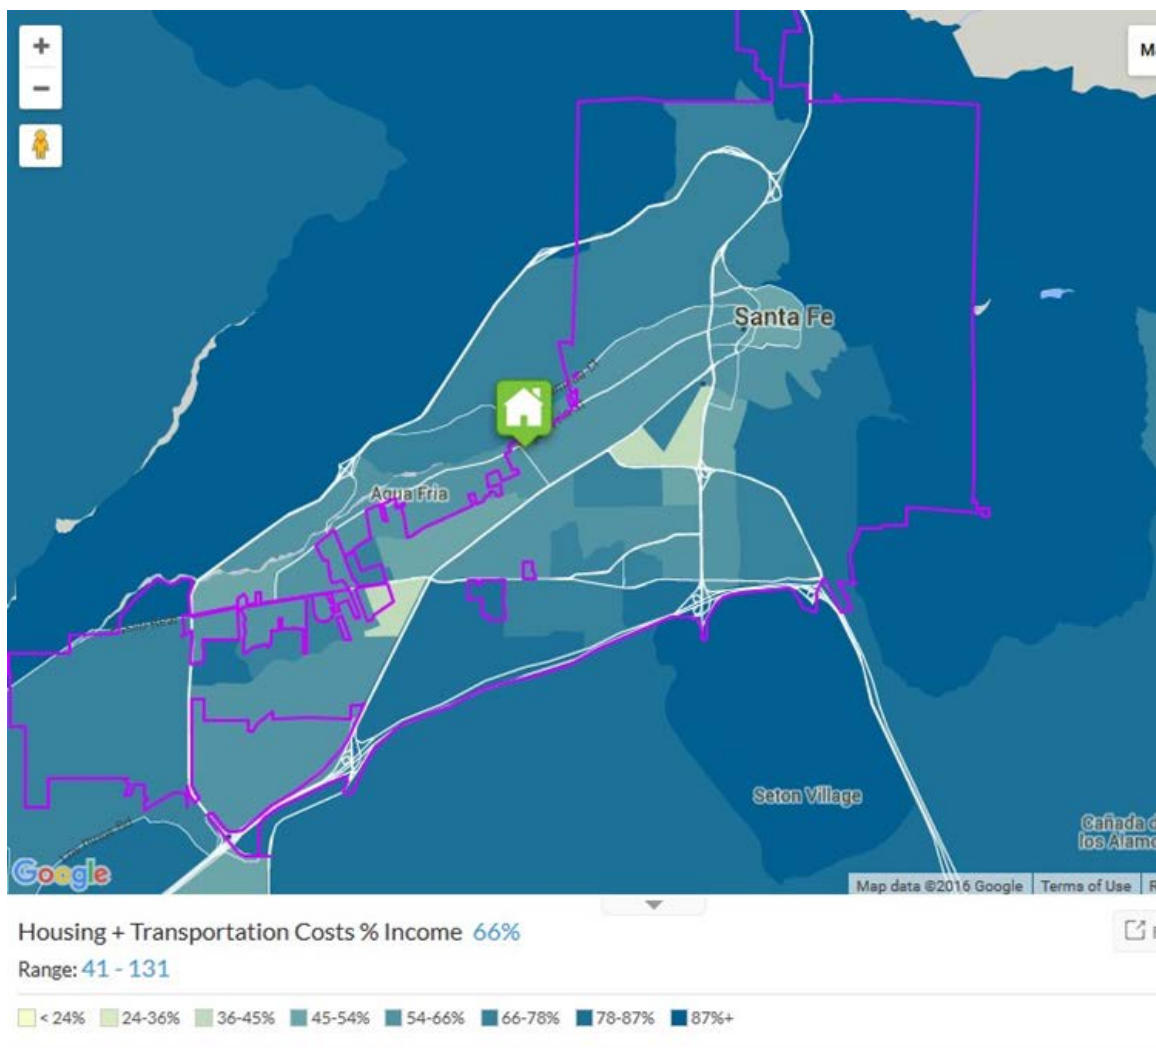 +
Ma
−
Santa Fe
Agua Fria
Seton Village
Cañada d
los Alamo
Google
Map data ©2016 Google
Terms of Use
R
Housing + Transportation Costs % Income 66%
Range: 41 - 131
< 24% 24-36% 36-45% 45-54% 54-66% 66-78% 78-87% 87%+